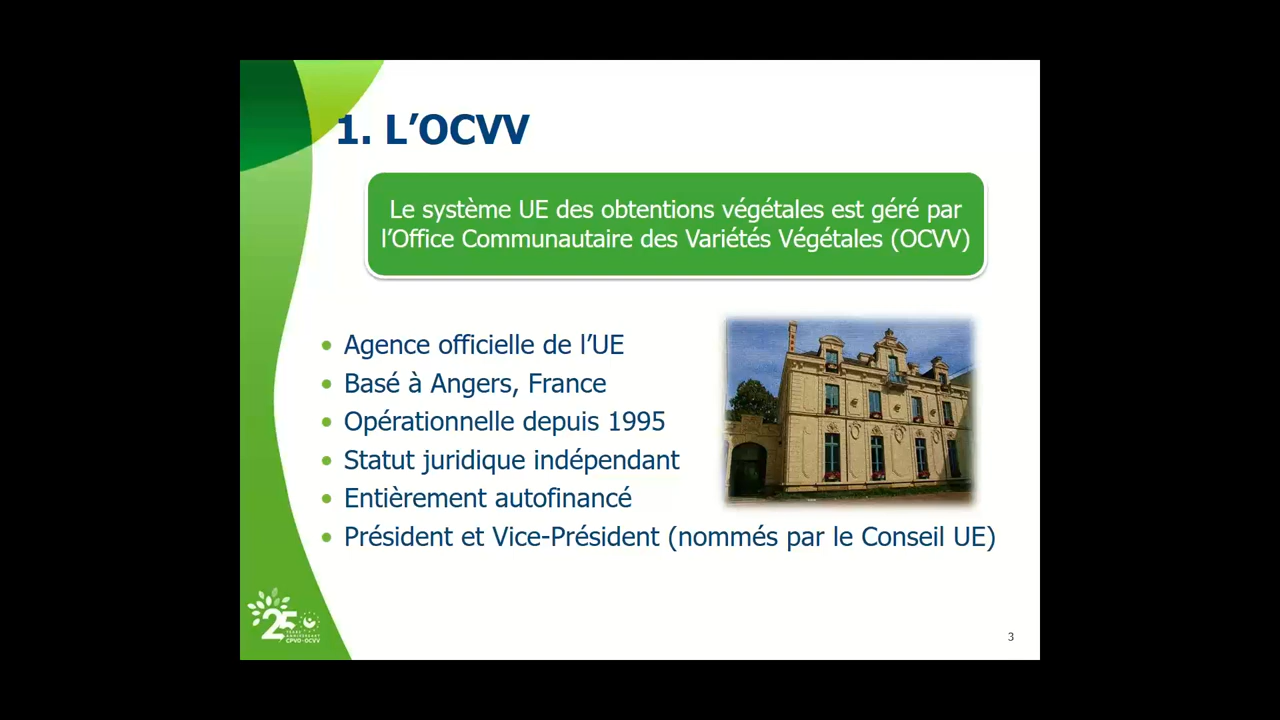 1. L’OCVV
Le système UE des obtentions végétales est géré par
l’Office Communautaire des Variétés Végétales (OCVV)
Agence officielle de l’UE
Basé à Angers, France
Opérationnelle depuis 1995
Statut juridique indépendant
Entièrement autofinancé
Président et Vice-Président (nommés par le Conseil UE)
25
YEARS
ANNIVERSARY
CPVO-OCVV
3